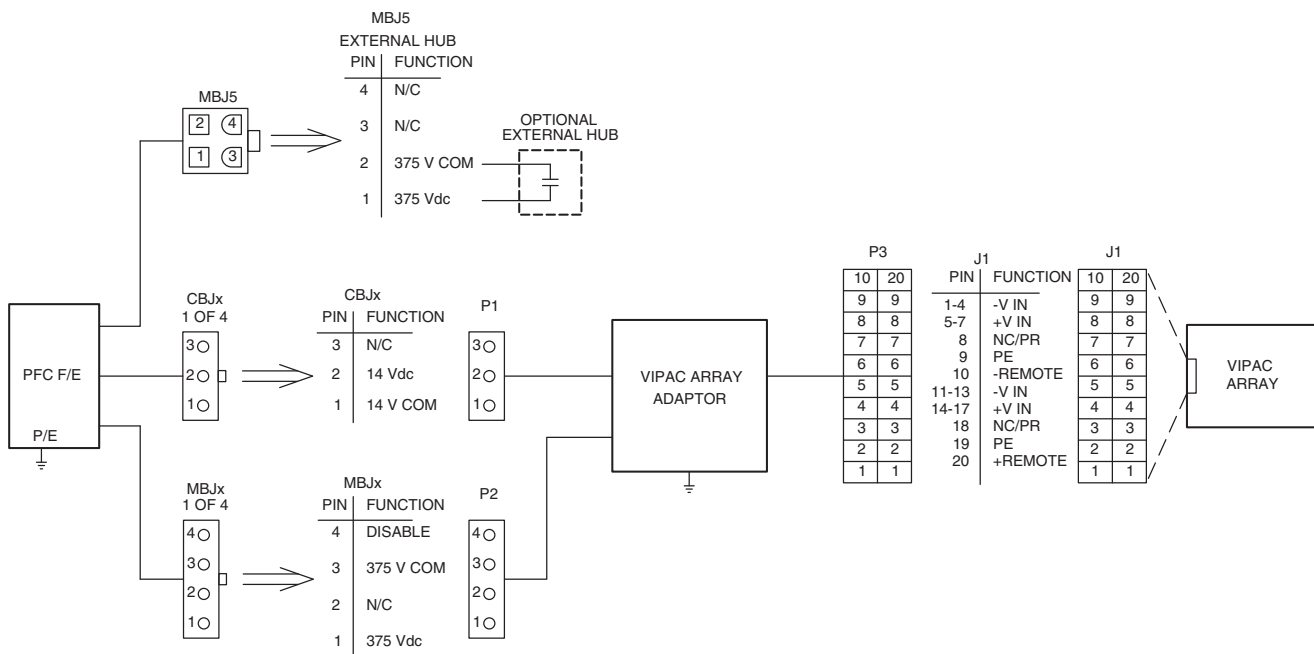 MBJ5
EXTERNAL HUB
PIN FUNCTION
4 N/C
3 N/C
2 375 V COM
1 375 Vdc
MBJ5
2 4
1 3
OPTIONAL
EXTERNAL HUB
PFC F/E
P/E
CBJx
1 OF 4
3
2
1
CBJx
PIN FUNCTION
3 N/C
2 14 Vdc
1 14 V COM
P1
3
2
1
MBJx
1 OF 4
4
3
2
1
MBJx
PIN FUNCTION
4 DISABLE
3 375 V COM
2 N/C
1 375 Vdc
P2
4
3
2
1
VIPAC ARRAY
ADAPTOR
P3
10 20
9 9
8 8
7 7
6 6
5 5
4 4
3 3
2 2
1 1
J1
PIN FUNCTION
1-4 -V IN
5-7 +V IN
8 NC/PR
9 PE
10 -REMOTE
11-13 -V IN
14-17 +V IN
18 NC/PR
19 PE
20 +REMOTE
J1
10 20
9 9
8 8
7 7
6 6
5 5
4 4
3 3
2 2
1 1
VIPAC
ARRAY